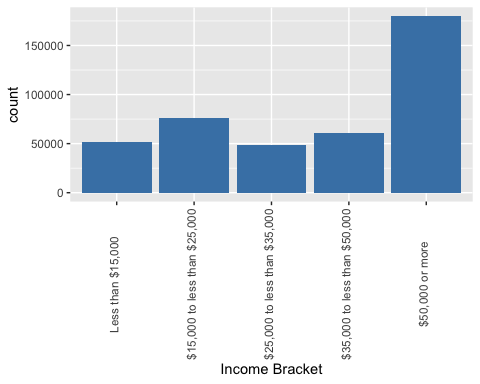 count
150000
100000
50000
0
Less than $15,000
$15,000 to less than $25,000
$25,000 to less than $35,000
$35,000 to less than $50,000
$50,000 or more
Income Bracket